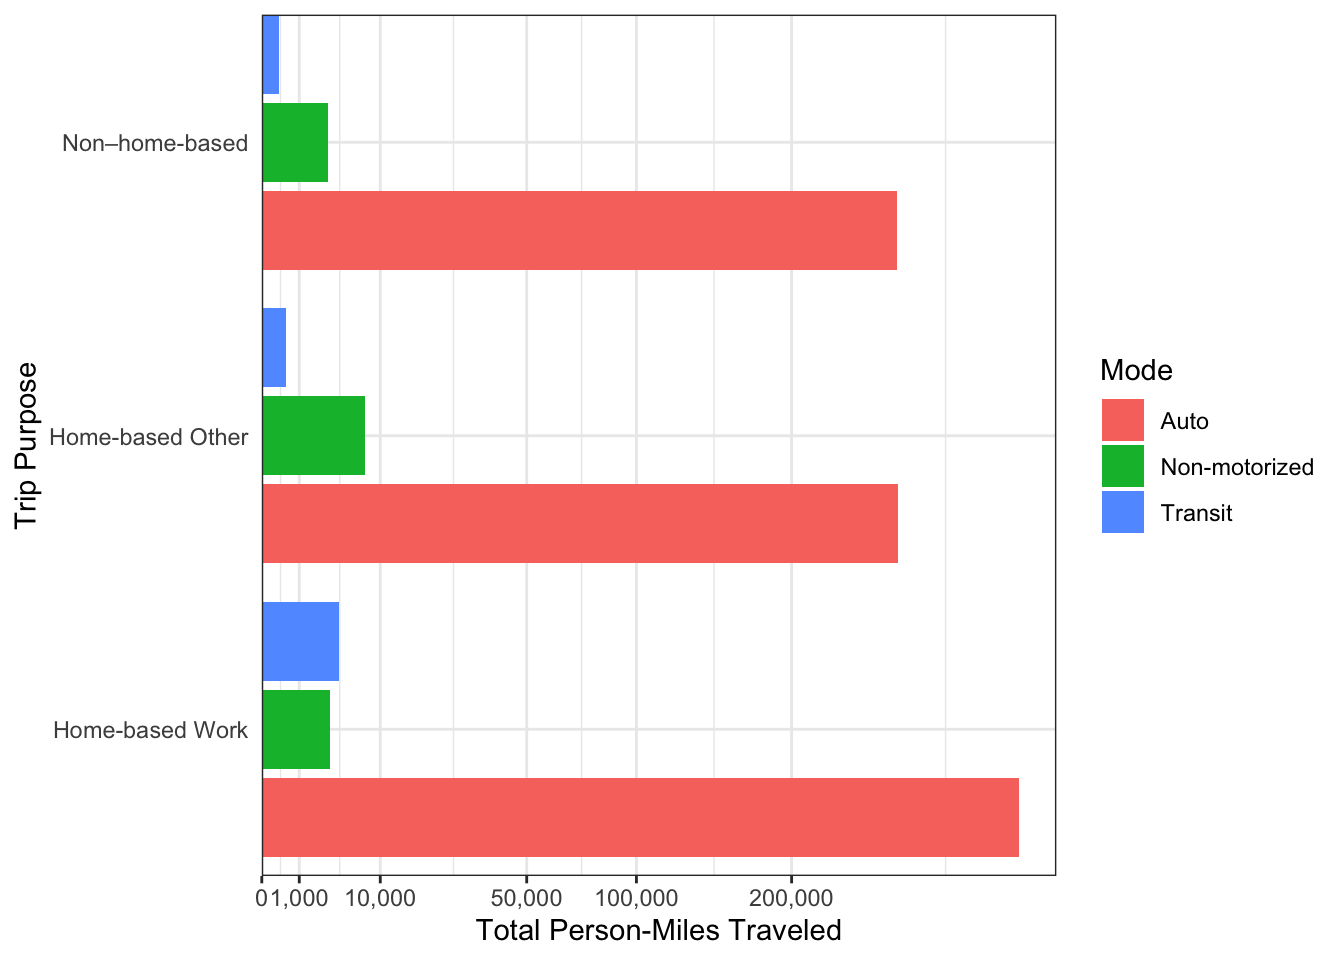 Non–home-based
Home-based Other
Home-based Work
Trip Purpose
0 1,000 10,000 50,000 100,000 200,000
Total Person-Miles Traveled
Mode
Auto
Non-motorized
Transit